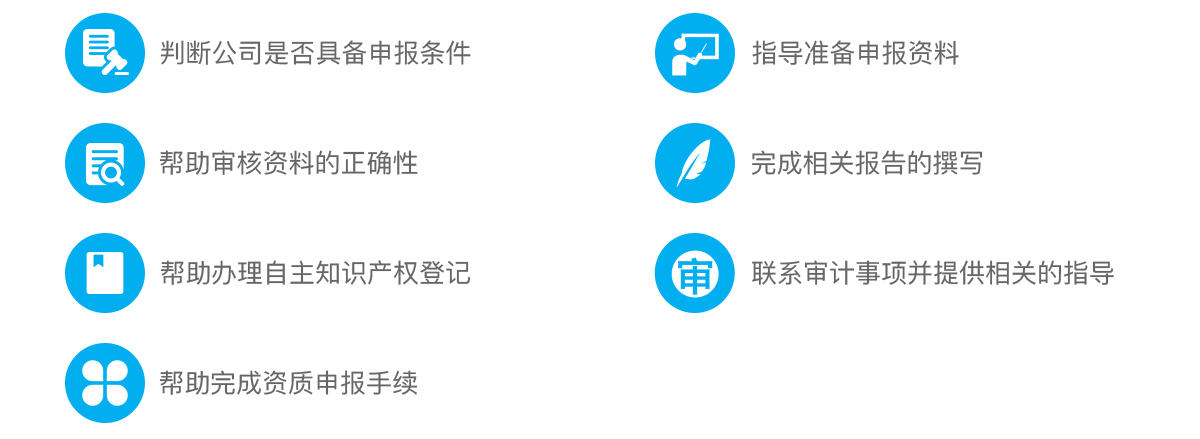 判断公司是否具备申报条件
指导准备申报资料
帮助审核资料的正确性
完成相关报告的撰写
帮助办理自主知识产权登记
审
联系审计事项并提供相关的指导
帮助完成资质申报手续